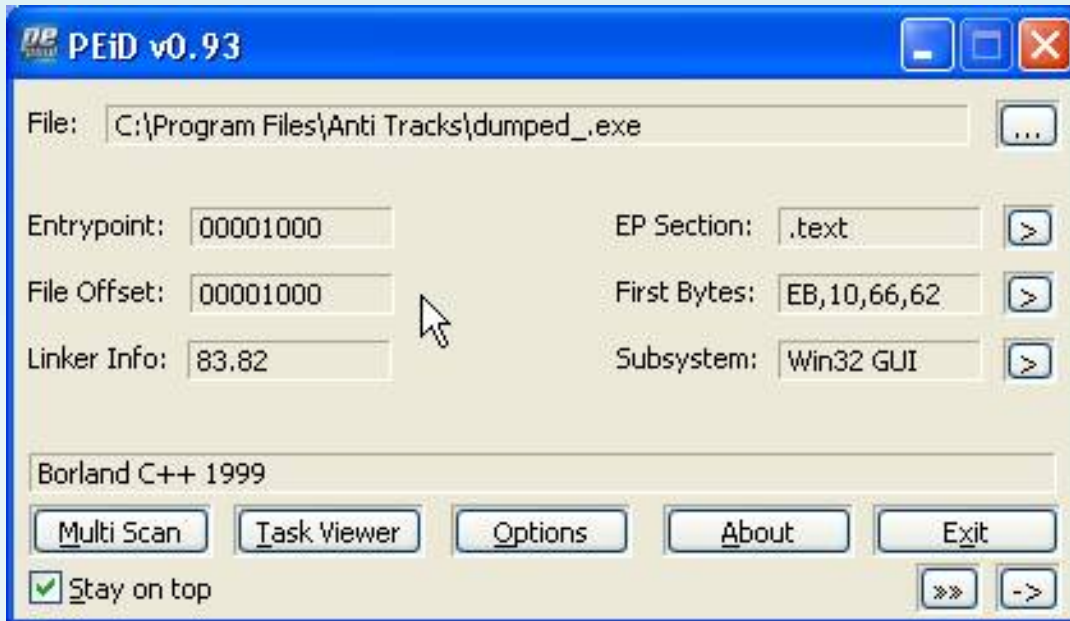 PEiD v0.93
File: C:\Program Files\Anti Tracks\dumped_.exe ...
Entrypoint: 00001000 EP Section: .text >
File Offset: 00001000 First Bytes: EB,10,66,62 >
Linker Info: 83.82 Subsystem: Win32 GUI >
Borland C++ 1999
Multi Scan Task Viewer Options About Exit
Stay on top »» ->